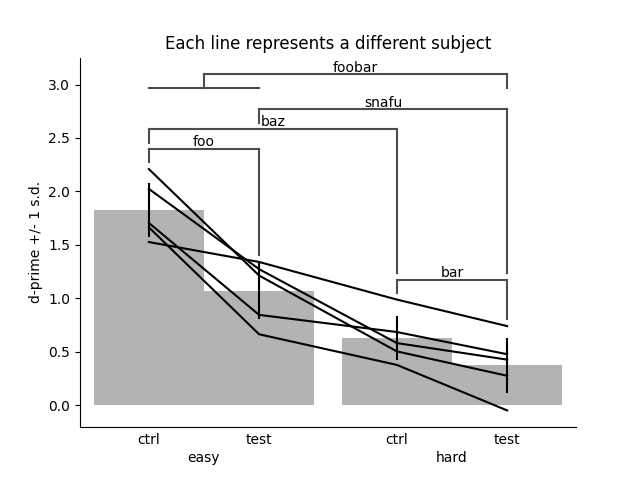 Each line represents a different subject
foobar
snafu
baz
foo
bar
d-prime +/- 1 s.d.
3.0
2.5
2.0
1.5
1.0
0.5
0.0
ctrl test ctrl test
easy hard